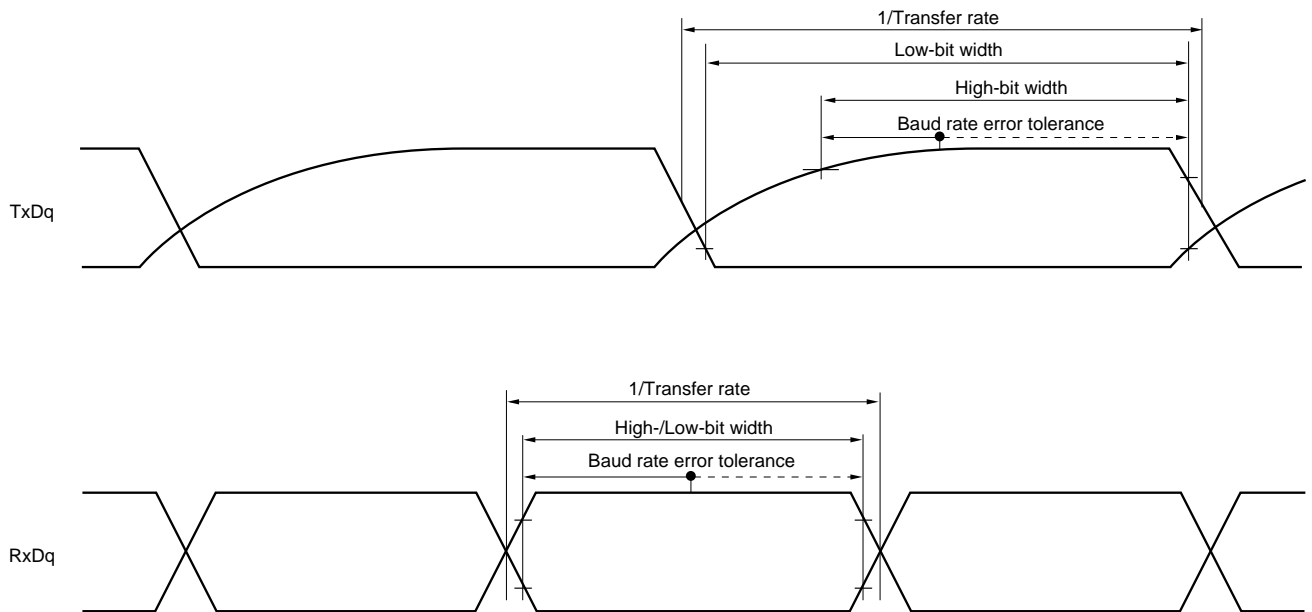 1/Transfer rate
Low-bit width
High-bit width
Baud rate error tolerance
TxDq
1/Transfer rate
High-/Low-bit width
Baud rate error tolerance
RxDq